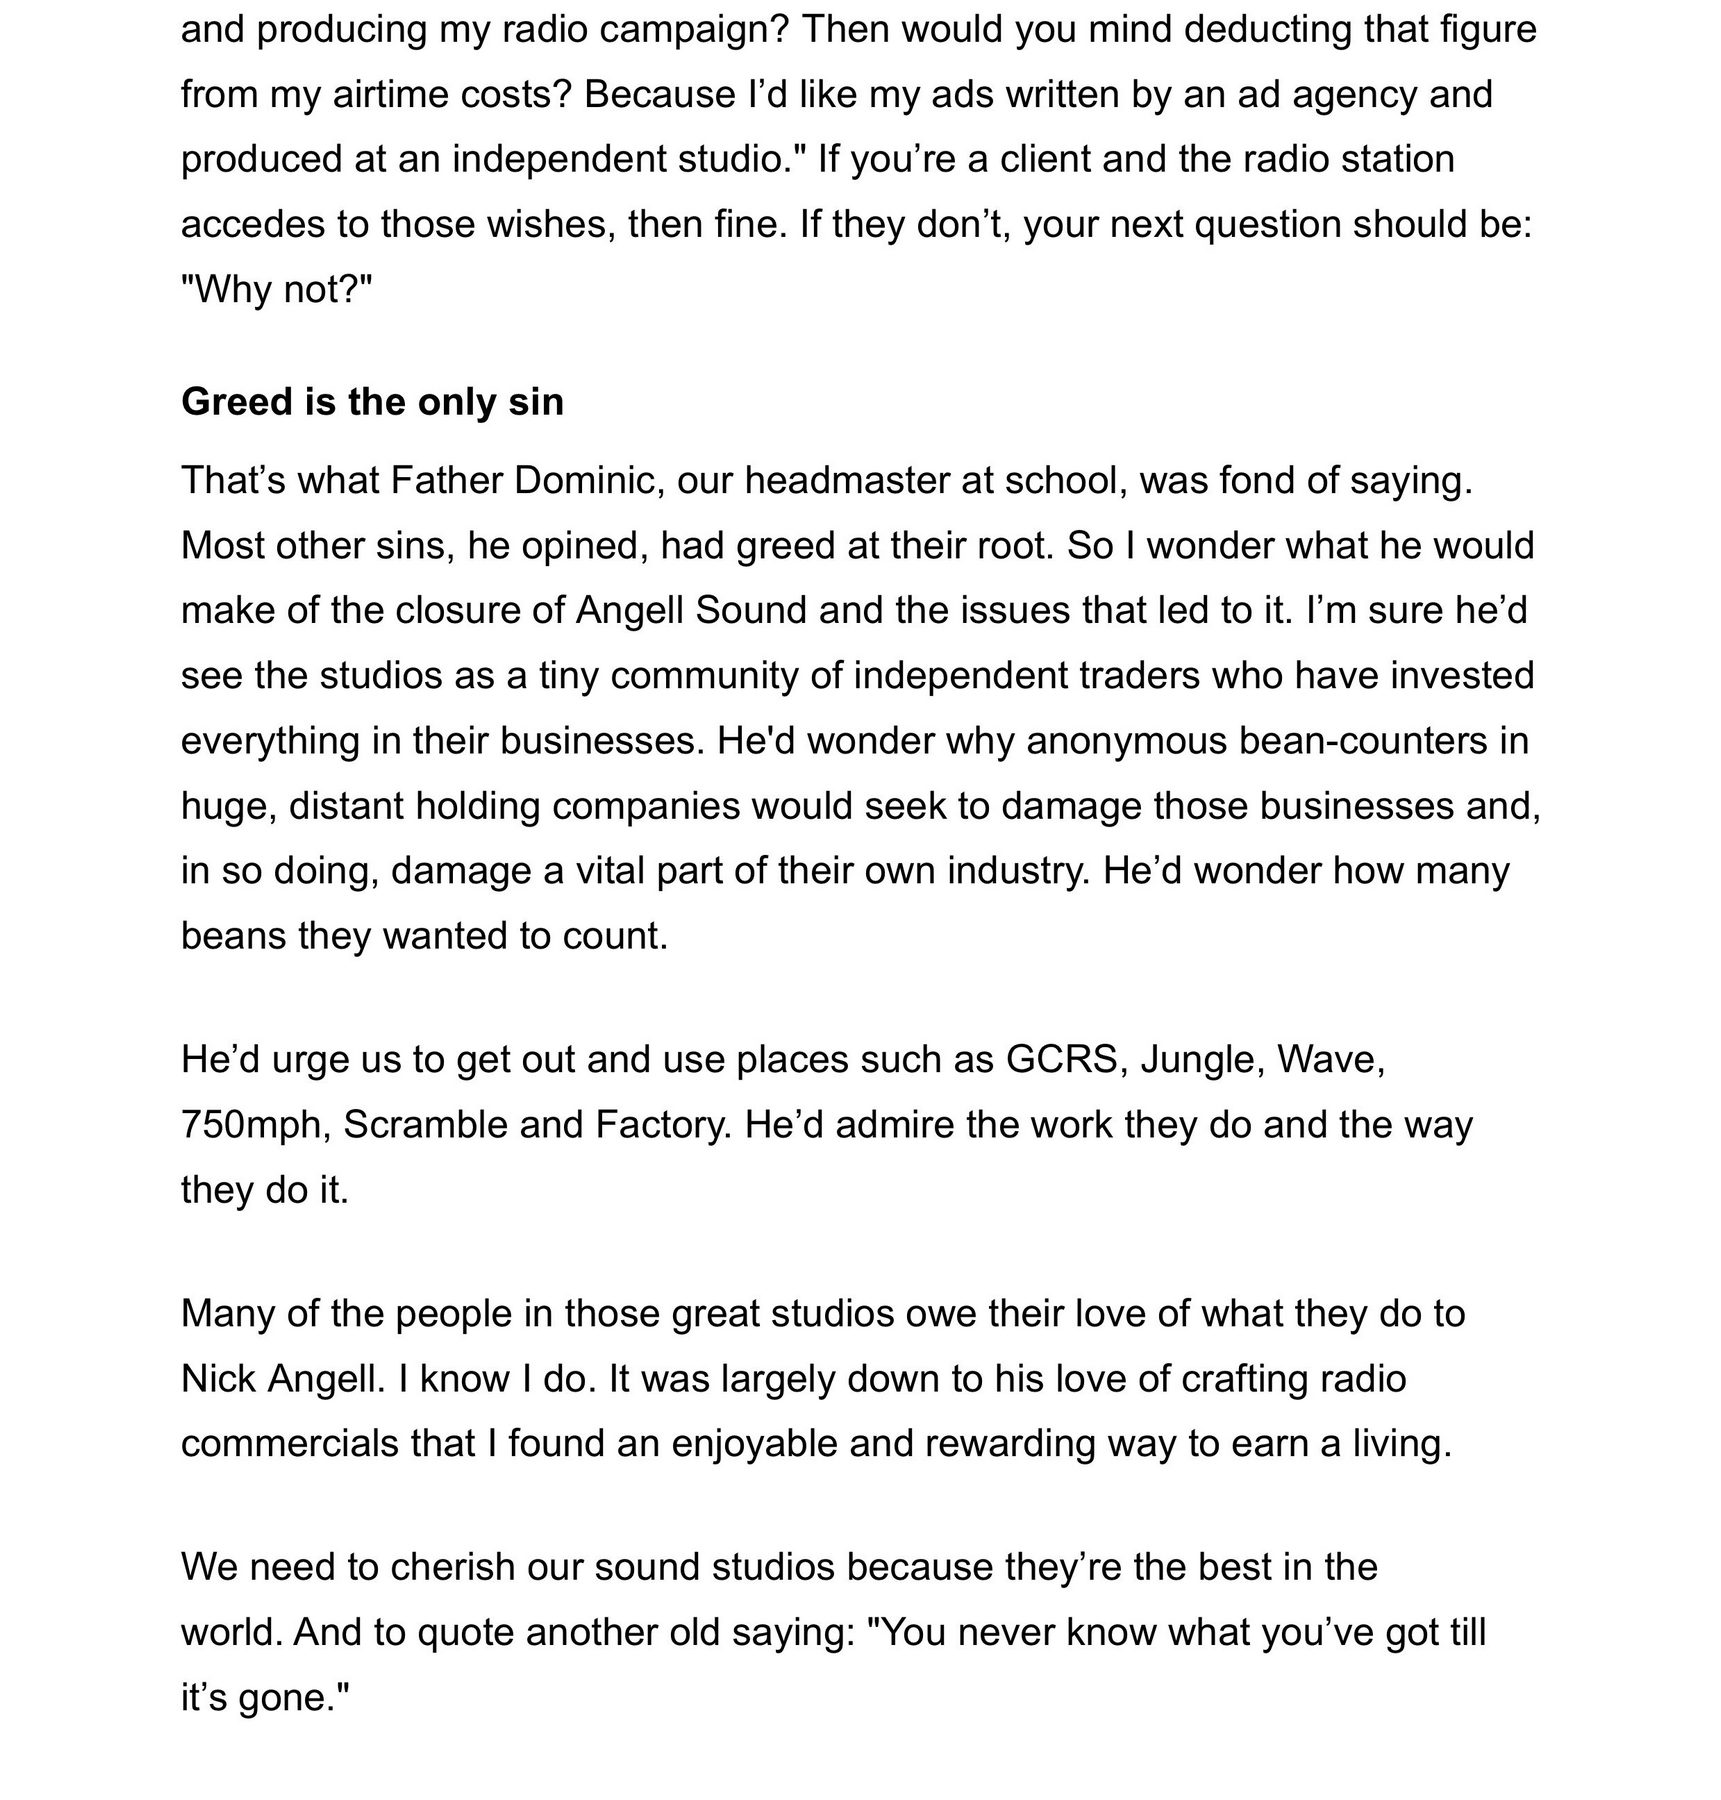 and producing my radio campaign? Then would you mind deducting that figure
from my airtime costs? Because I’d like my ads written by an ad agency and
produced at an independent studio." If you’re a client and the radio station
accedes to those wishes, then fine. If they don’t, your next question should be:
"Why not?"
Greed is the only sin
That’s what Father Dominic, our headmaster at school, was fond of saying.
Most other sins, he opined, had greed at their root. So I wonder what he would
make of the closure of Angell Sound and the issues that led to it. I’m sure he’d
see the studios as a tiny community of independent traders who have invested
everything in their businesses. He'd wonder why anonymous bean-counters in
huge, distant holding companies would seek to damage those businesses and,
in so doing, damage a vital part of their own industry. He’d wonder how many
beans they wanted to count.
He’d urge us to get out and use places such as GCRS, Jungle, Wave,
750mph, Scramble and Factory. He’d admire the work they do and the way
they do it.
Many of the people in those great studios owe their love of what they do to
Nick Angell. I know I do. It was largely down to his love of crafting radio
commercials that I found an enjoyable and rewarding way to earn a living.
We need to cherish our sound studios because they’re the best in the
world. And to quote another old saying: "You never know what you’ve got till
it’s gone."